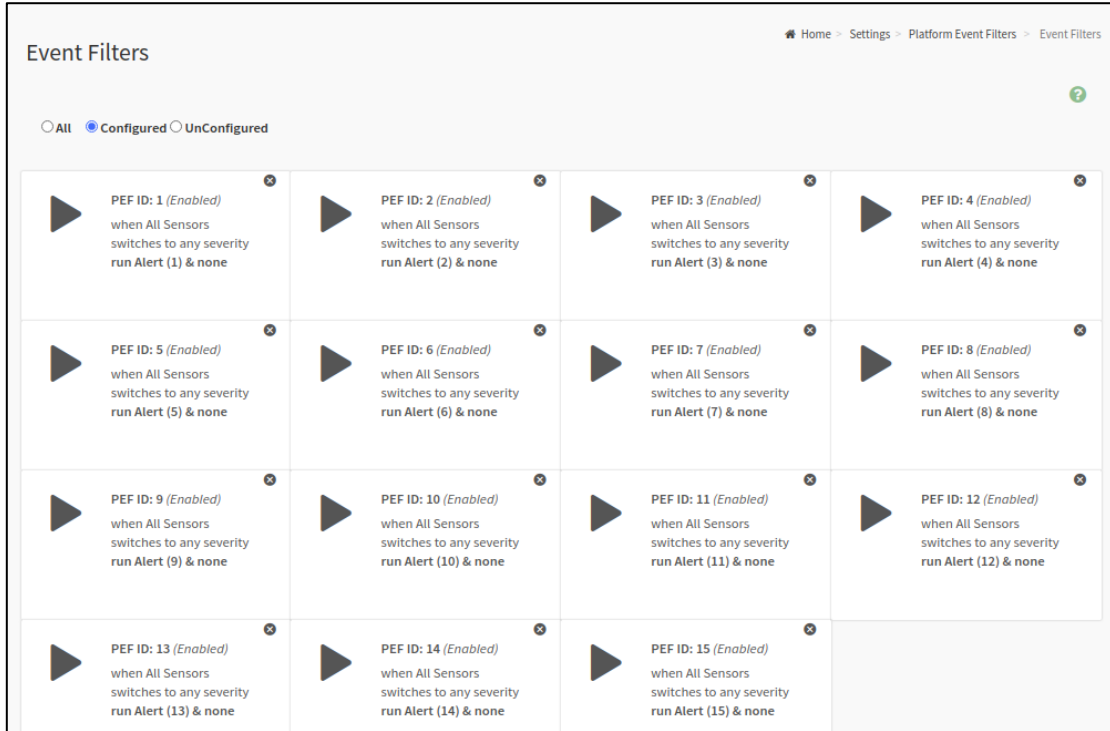 Home > Settings > Platform Event Filters > Event Filters
Event Filters
?
All Configured UnConfigured
PEF ID: 1 (Enabled)
when All Sensors
switches to any severity
run Alert (1) & none
PEF ID: 2 (Enabled)
when All Sensors
switches to any severity
run Alert (2) & none
PEF ID: 3 (Enabled)
when All Sensors
switches to any severity
run Alert (3) & none
PEF ID: 4 (Enabled)
when All Sensors
switches to any severity
run Alert (4) & none
PEF ID: 5 (Enabled)
when All Sensors
switches to any severity
run Alert (5) & none
PEF ID: 6 (Enabled)
when All Sensors
switches to any severity
run Alert (6) & none
PEF ID: 7 (Enabled)
when All Sensors
switches to any severity
run Alert (7) & none
PEF ID: 8 (Enabled)
when All Sensors
switches to any severity
run Alert (8) & none
PEF ID: 9 (Enabled)
when All Sensors
switches to any severity
run Alert (9) & none
PEF ID: 10 (Enabled)
when All Sensors
switches to any severity
run Alert (10) & none
PEF ID: 11 (Enabled)
when All Sensors
switches to any severity
run Alert (11) & none
PEF ID: 12 (Enabled)
when All Sensors
switches to any severity
run Alert (12) & none
PEF ID: 13 (Enabled)
when All Sensors
switches to any severity
run Alert (13) & none
PEF ID: 14 (Enabled)
when All Sensors
switches to any severity
run Alert (14) & none
PEF ID: 15 (Enabled)
when All Sensors
switches to any severity
run Alert (15) & none